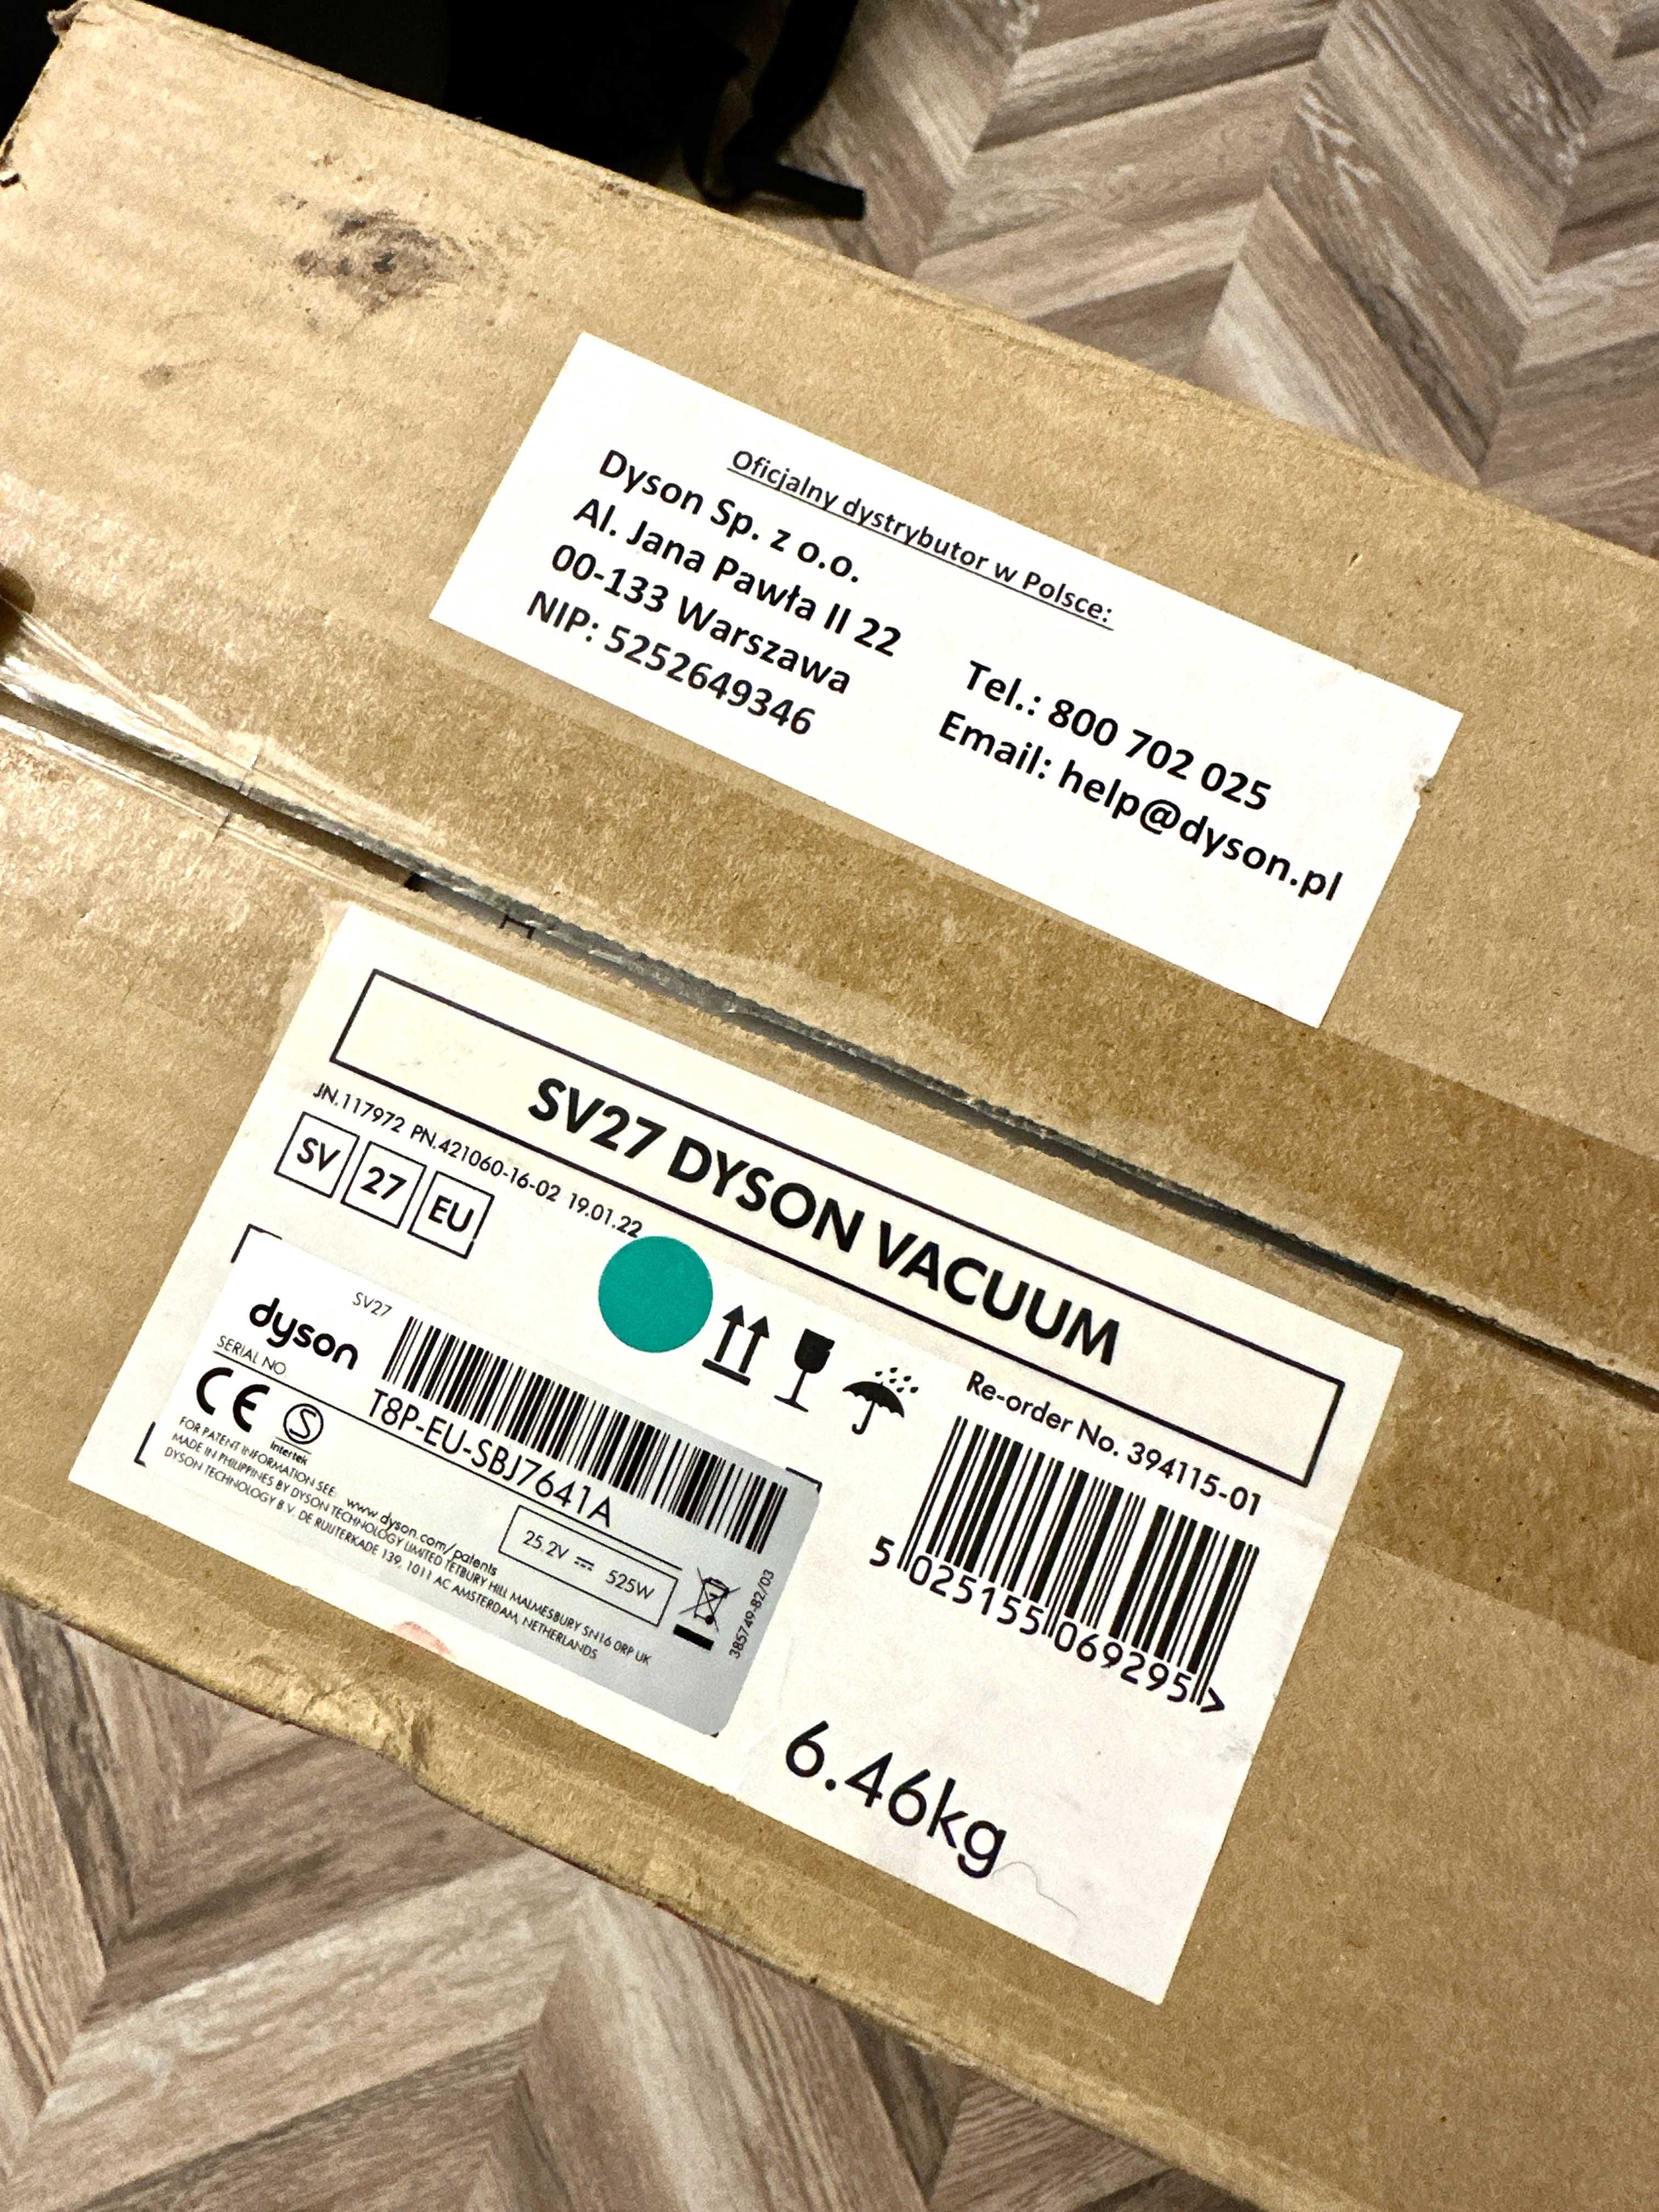 Oficjalny dystrybutor w Polsce:
Dyson Sp. z o.o.
Al. Jana Pawła II 22
00-133 Warszawa
NIP: 5252649346
Tel.: 800 702 025
Email: help@dyson.pl
SV27 DYSON VACUUM
JN.117972 PN.421060-16-02 19.01.22
SV 27 EU
Re-order No. 394115-01
5 025155 069295 >
6.46kg
SV27
dyson
SERIAL NO
T8P-EU-SBJ7641A
CE
S
Intertek
25.2V ⎓ 525W
FOR PATENT INFORMATION SEE: www.dyson.com/patents
MADE IN PHILIPPINES BY DYSON TECHNOLOGY LIMITED TETBURY HILL MALMESBURY SN16 0RP UK
DYSON TECHNOLOGY B.V. DE RUIJTERKADE 139, 1011 AC AMSTERDAM, NETHERLANDS
385749-82/03